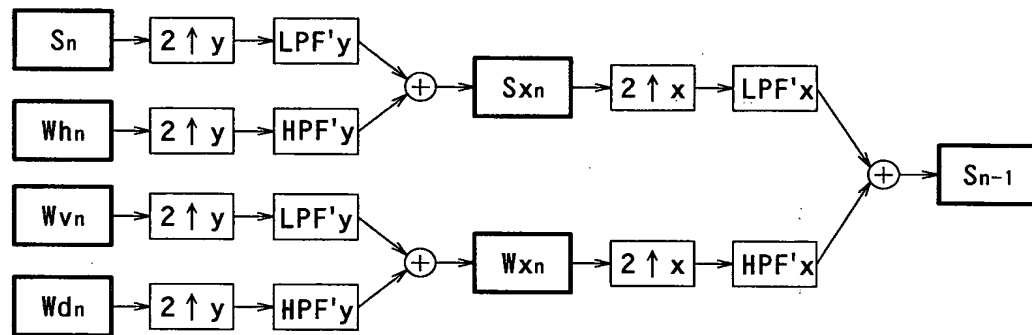 Sn
2↑y
LPF'y
Whn
2↑y
HPF'y
+
Sxn
2↑x
LPF'x
Wvn
2↑y
LPF'y
Wdn
2↑y
HPF'y
+
Wxn
2↑x
HPF'x
+
Sn-1